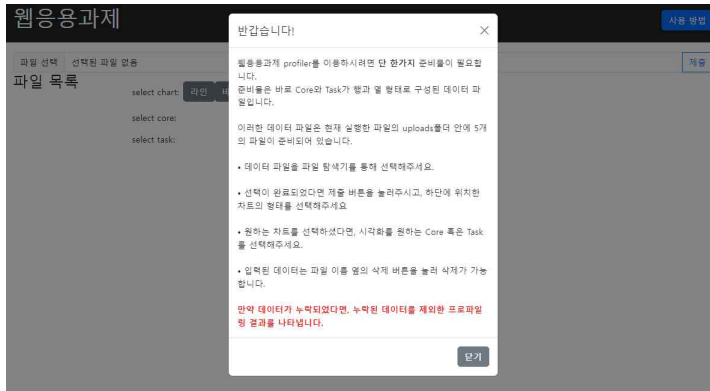 웹응용과제
사용 방법
파일 선택 선택된 파일 없음
제출
파일 목록
select chart: 라인
select core:
select task:
반갑습니다!
웹응용과제 profiler를 이용하시려면 단 한가지 준비물이 필요합
니다.
준비물은 바로 Core와 Task가 행과 열 형태로 구성된 데이터 파
일입니다.
이러한 데이터 파일은 현재 실행한 파일의 uploads폴더 안에 5개
의 파일이 준비되어 있습니다.
• 데이터 파일을 파일 탐색기를 통해 선택해주세요.
• 선택이 완료되었다면 제출 버튼을 눌러주시고, 하단에 위치한
차트의 형태를 선택해주세요
• 원하는 차트를 선택하셨다면, 시각화를 원하는 Core 혹은 Task
를 선택해주세요.
• 입력된 데이터는 파일 이름 옆의 삭제 버튼을 눌러 삭제가 가능
합니다.
만약 데이터가 누락되었다면, 누락된 데이터를 제외한 프로파일
링 결과를 나타냅니다.
닫기